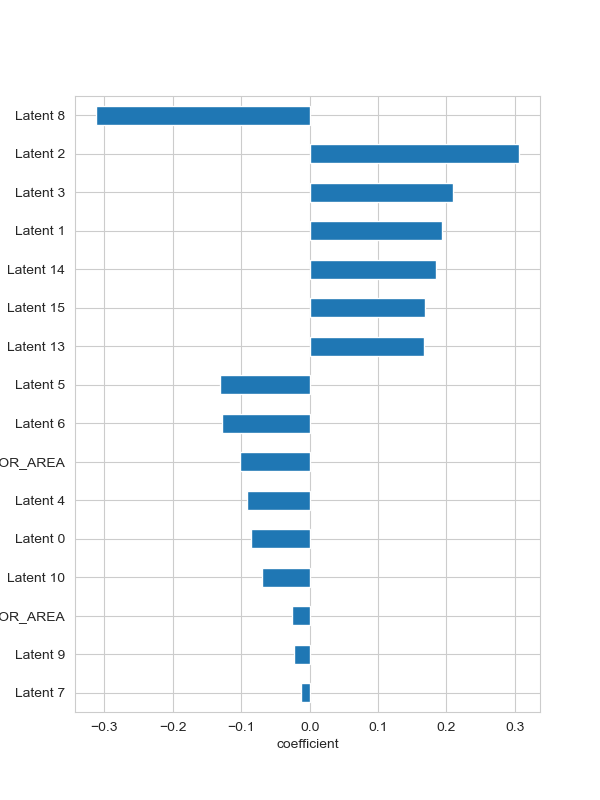 Latent 8
Latent 2
Latent 3
Latent 1
Latent 14
Latent 15
Latent 13
Latent 5
Latent 6
OR_AREA
Latent 4
Latent 0
Latent 10
OR_AREA
Latent 9
Latent 7
−0.3 −0.2 −0.1 0.0 0.1 0.2 0.3
coefficient